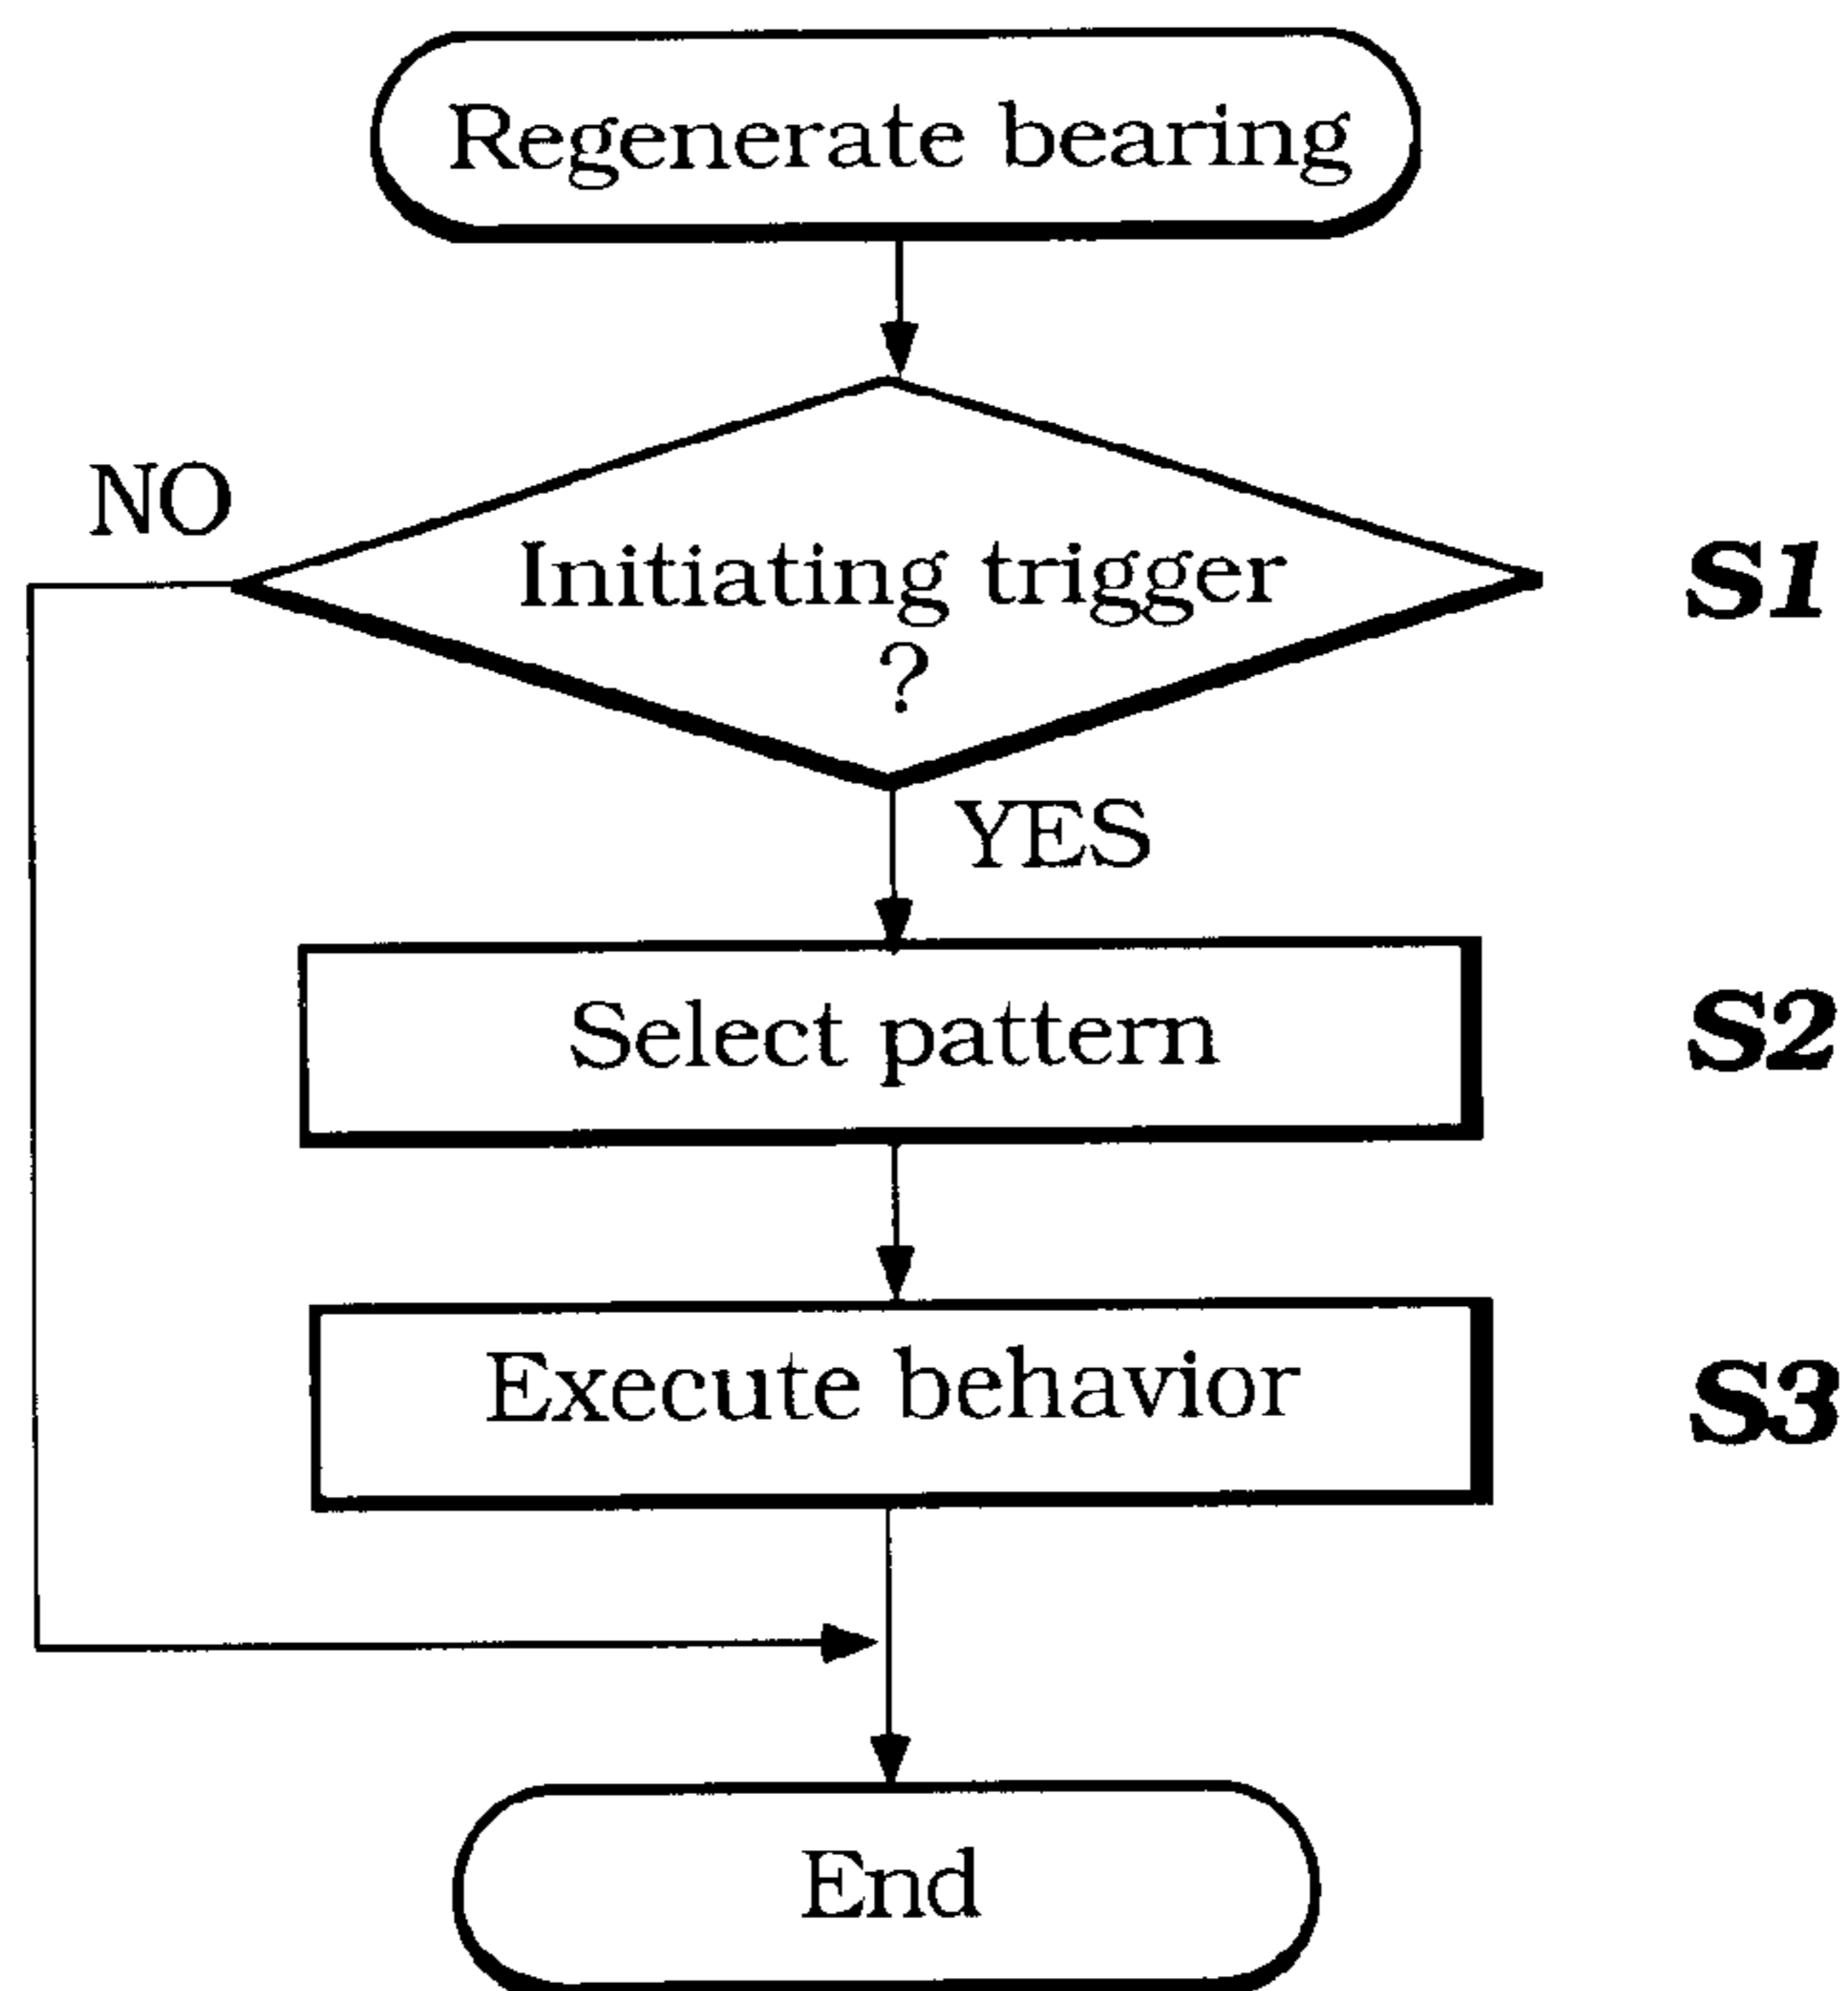 Regenerate bearing
NO
Initiating trigger
?
S1
YES
Select pattern
S2
Execute behavior
S3
End